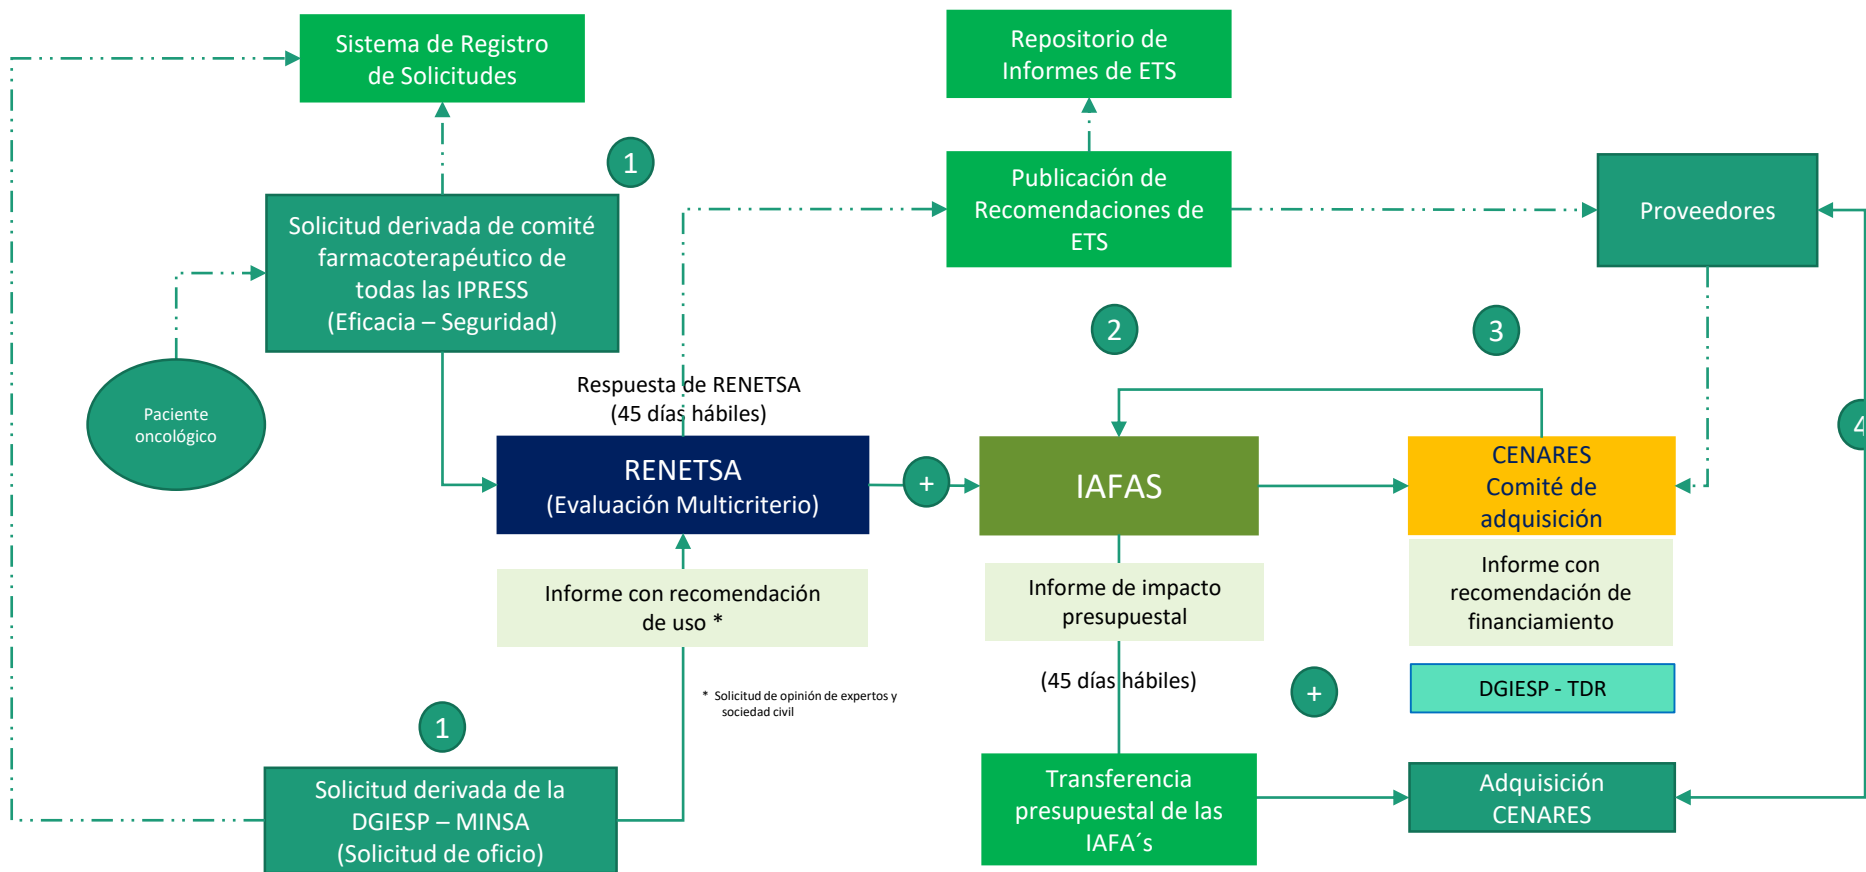 Sistema de Registro
de Solicitudes
Repositorio de
Informes de ETS
1
Publicación de
Recomendaciones de
ETS
Proveedores
Solicitud derivada de comité
farmacoterapéutico de
todas las IPRESS
(Eficacia – Seguridad)
2
3
Paciente
oncológico
Respuesta de RENETSA
(45 días hábiles)
4
RENETSA
(Evaluación Multicriterio)
+
IAFAS
CENARES
Comité de
adquisición
Informe con recomendación
de uso *
Informe de impacto
presupuestal
Informe con
recomendación de
financiamiento
* Solicitud de opinión de expertos y
sociedad civil
(45 días hábiles)
+
DGIESP - TDR
1
Solicitud derivada de la
DGIESP – MINSA
(Solicitud de oficio)
Transferencia
presupuestal de las
IAFA´s
Adquisición
CENARES